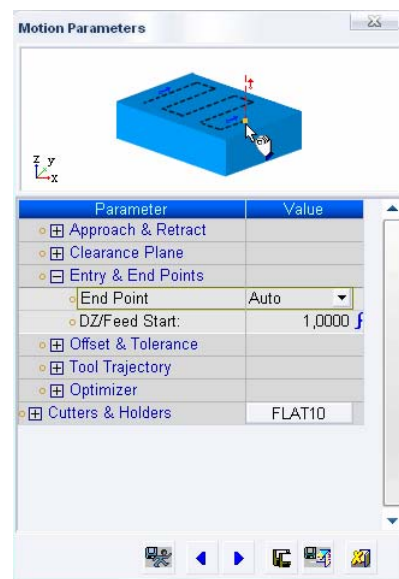 Motion Parameters
z y
x
Parameter Value
Approach & Retract
Clearance Plane
Entry & End Points
End Point Auto
DZ/Feed Start: 1,0000 f
Offset & Tolerance
Tool Trajectory
Optimizer
Cutters & Holders FLAT10